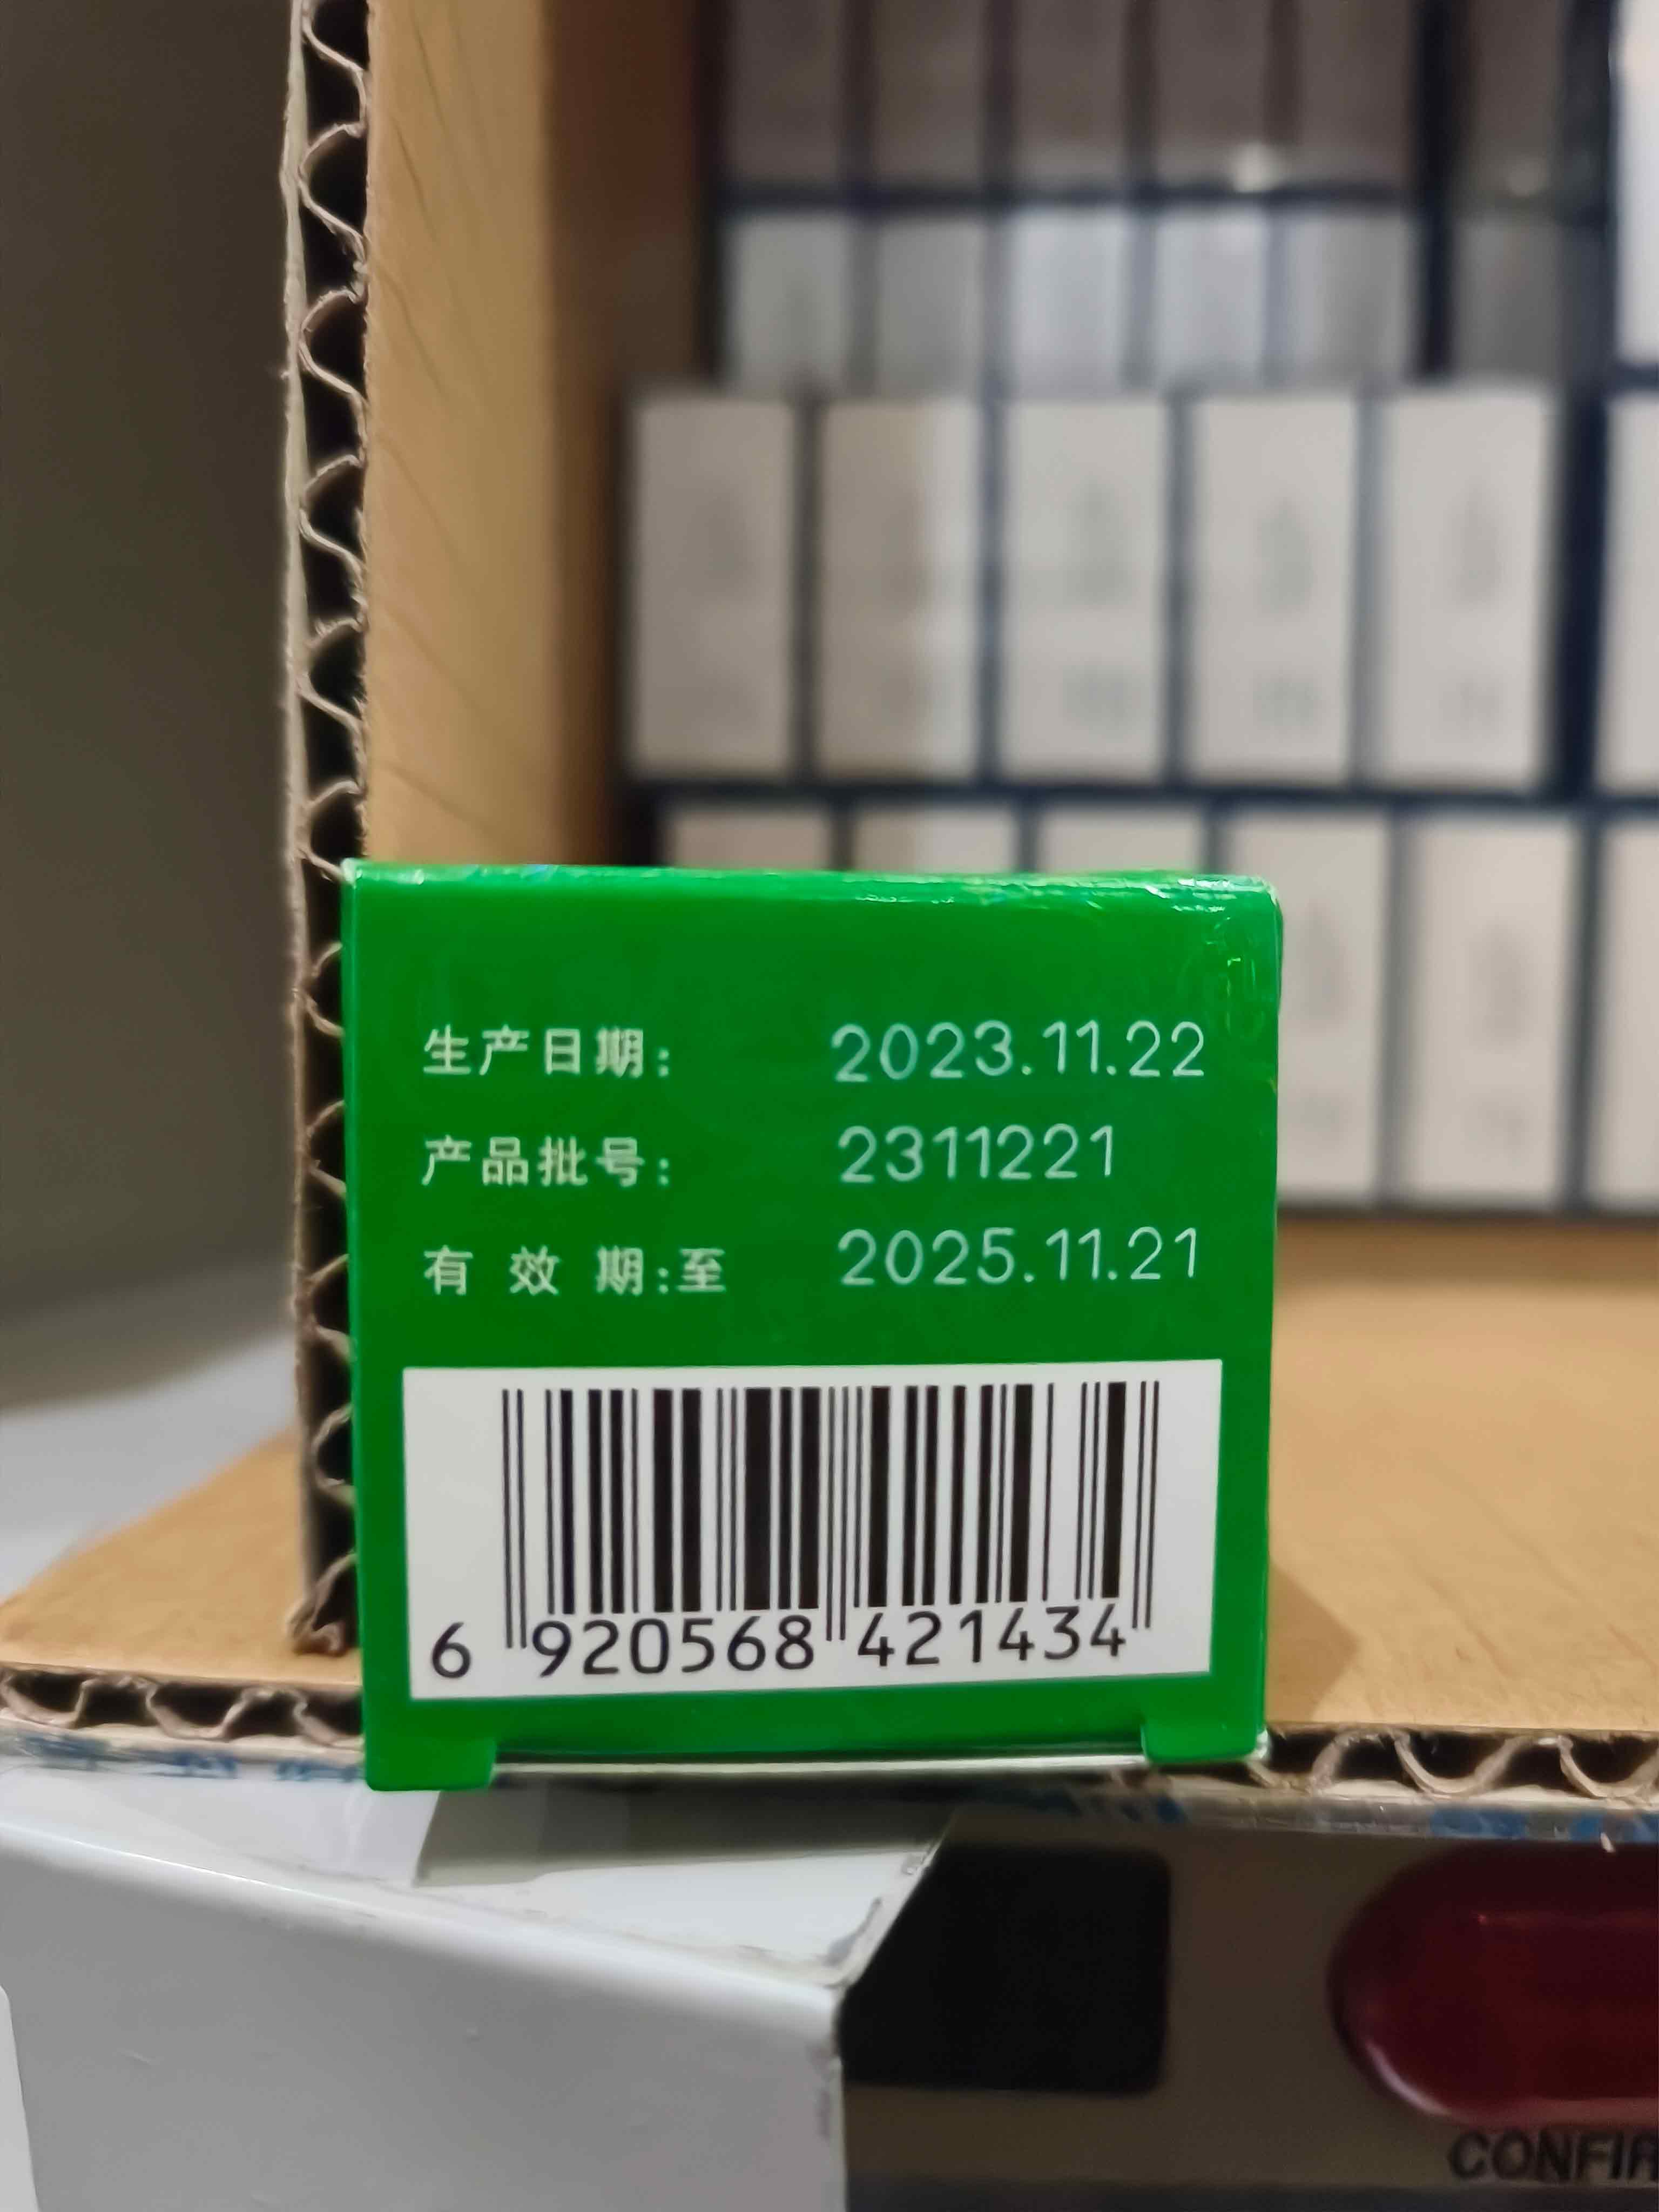 生产日期: 2023.11.22
产品批号: 2311221
有 效 期:至 2025.11.21
6 920568 421434
CONFIR